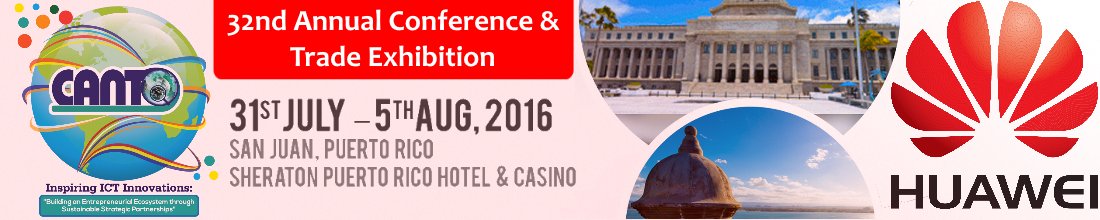 CANTO
Inspiring ICT Innovations:
"Building an Entrepreneurial Ecosystem through
Sustainable Strategic Partnerships"
32nd Annual Conference &
Trade Exhibition
31ST JULY – 5TH AUG, 2016
SAN JUAN, PUERTO RICO
SHERATON PUERTO RICO HOTEL & CASINO
HUAWEI